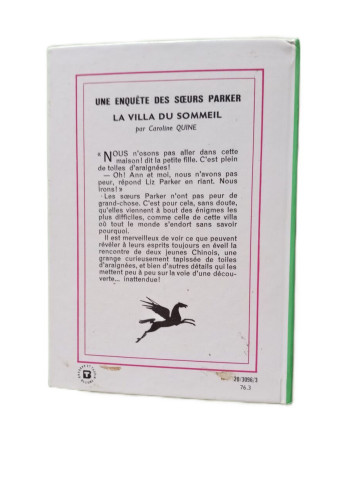 UNE ENQUÊTE DES SŒURS PARKER
LA VILLA DU SOMMEIL
par Caroline QUINE
« NOUS n'osons pas aller dans cette
maison! dit la petite fille. C'est plein
de toiles d'araignées!
— Oh! Ann et moi, nous n'avons pas
peur, répond Liz Parker en riant. Nous
irons! »
Les sœurs Parker n'ont pas peur de
grand-chose. C'est pour cela, sans doute,
qu'elles viennent à bout des énigmes les
plus difficiles, comme celle de cette villa
où tout le monde s'endort sans savoir
pourquoi.
Il est merveilleux de voir ce que peuvent
révéler à leurs esprits toujours en éveil la
rencontre de deux jeunes Chinois, une
grange curieusement tapissée de toiles
d'araignées, et bien d'autres détails qui les
mettent peu à peu sur la voie d'une décou-
verte... inattendue!
20/3096/3
76.3